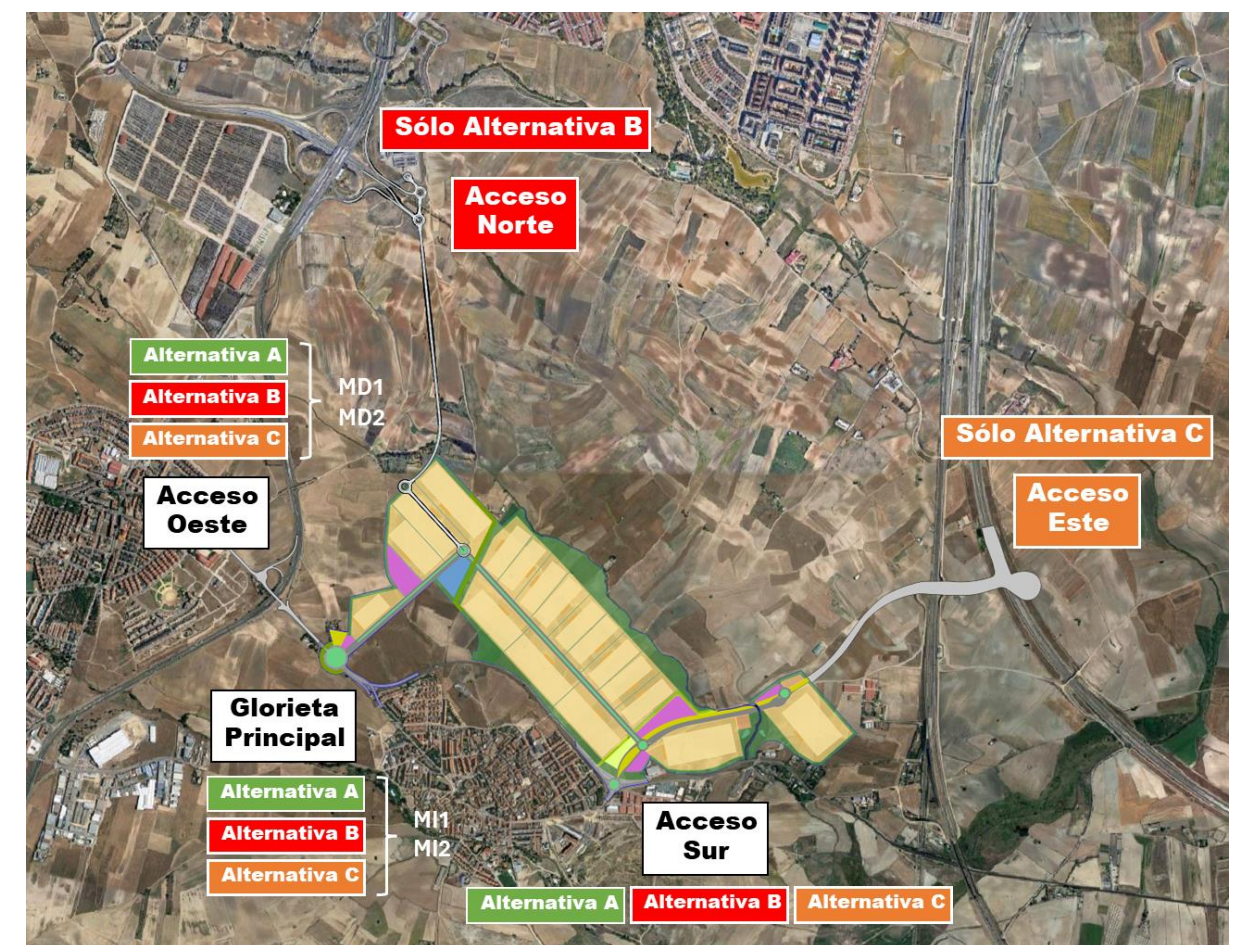 Sólo Alternativa B
Acceso
Norte
Alternativa A
Alternativa B
Alternativa C
MD1
MD2
Acceso
Oeste
Sólo Alternativa C
Acceso
Este
Glorieta
Principal
Alternativa A
Alternativa B
Alternativa C
MI1
MI2
Acceso
Sur
Alternativa A
Alternativa B
Alternativa C